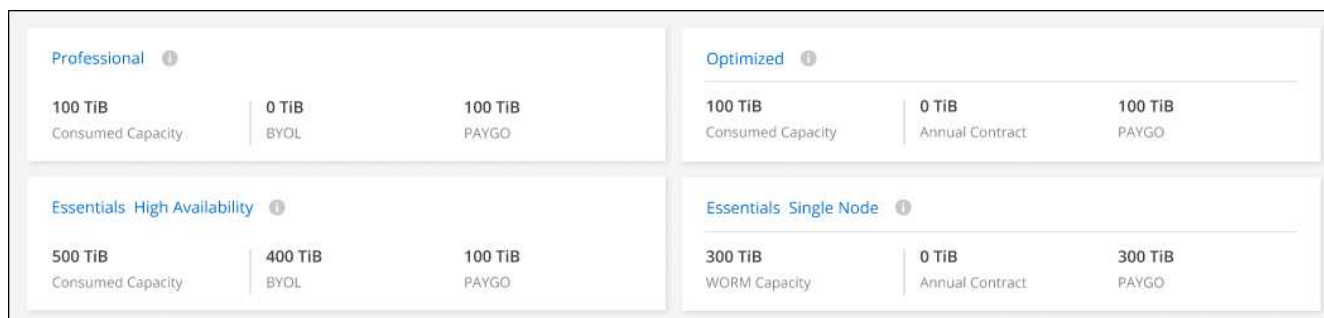 Professional
100 TiB 0 TiB 100 TiB
Consumed Capacity BYOL PAYGO
Optimized
100 TiB 0 TiB 100 TiB
Consumed Capacity Annual Contract PAYGO
Essentials High Availability
500 TiB 400 TiB 100 TiB
Consumed Capacity BYOL PAYGO
Essentials Single Node
300 TiB 0 TiB 300 TiB
WORM Capacity Annual Contract PAYGO